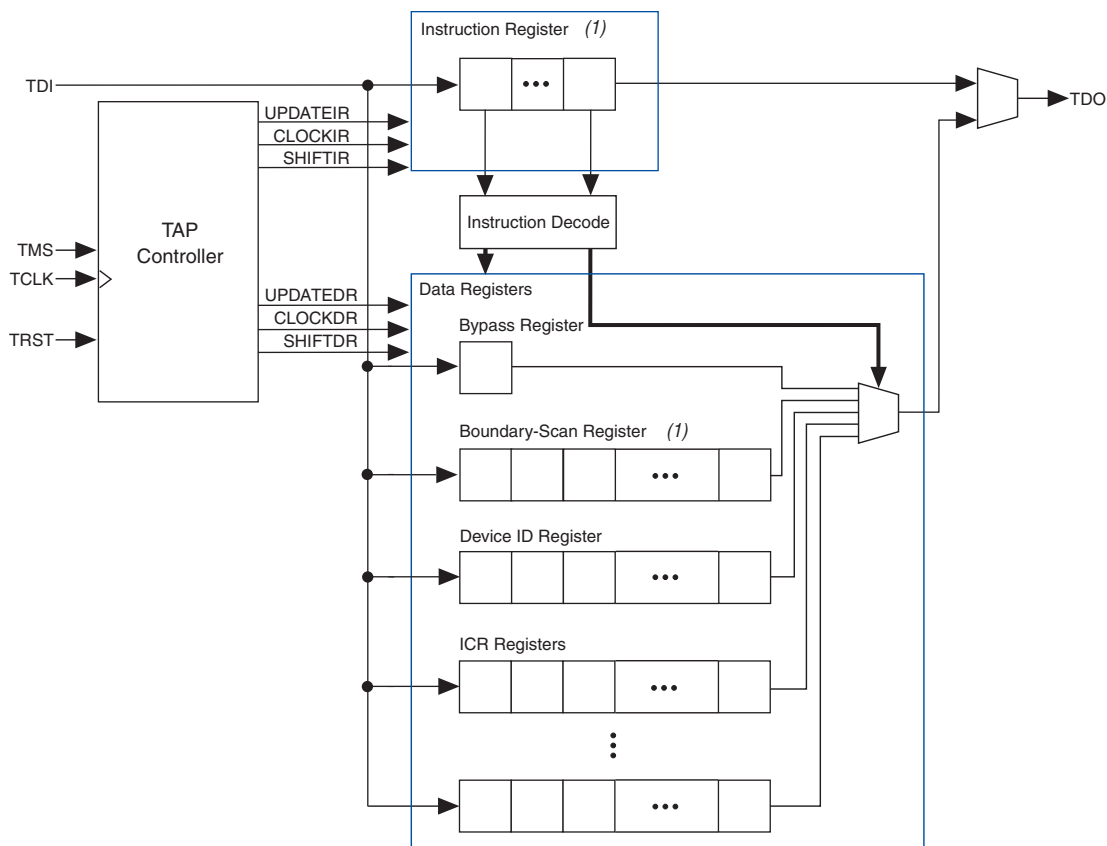 Instruction Register (1)
TDI
TDO
UPDATEIR
CLOCKIR
SHIFTIR
TAP
Controller
Instruction Decode
TMS
TCLK
TRST
UPDATEDR
CLOCKDR
SHIFTDR
Data Registers
Bypass Register
Boundary-Scan Register (1)
Device ID Register
ICR Registers